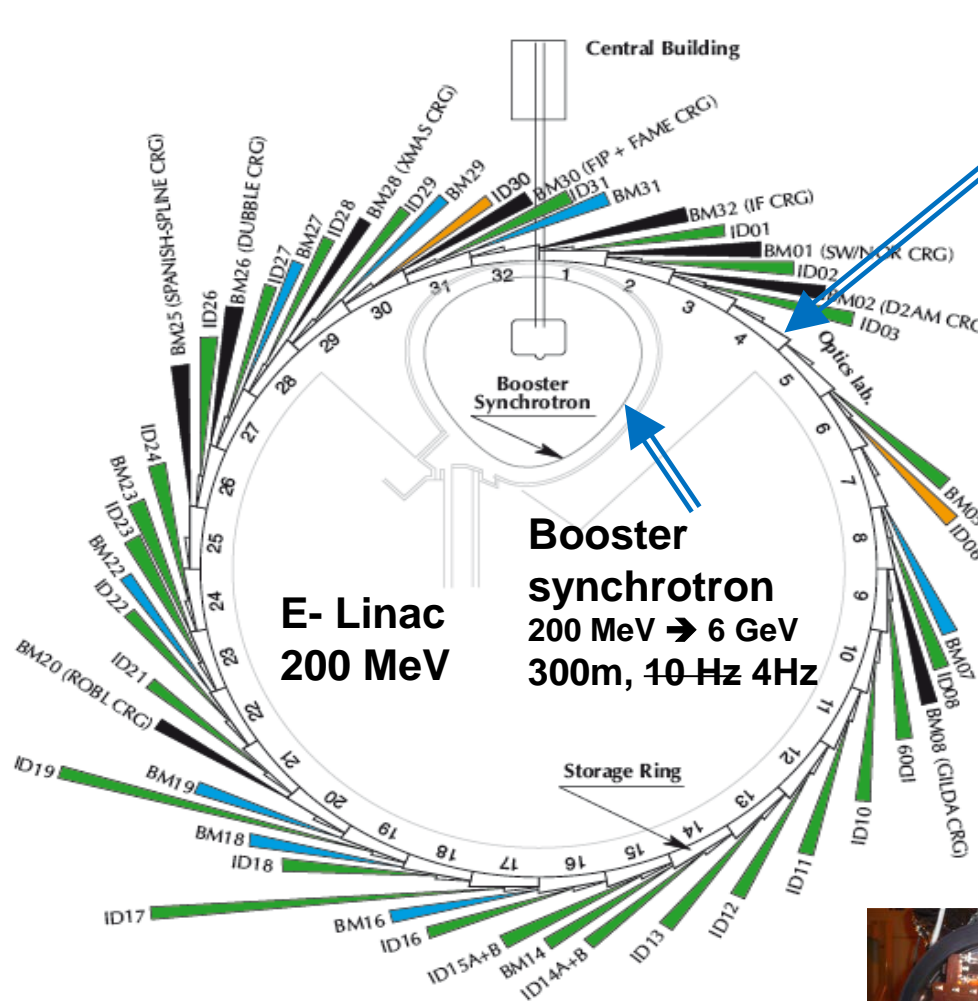 Central Building
BM25 (SPANISH-SPLINE CRG)
ID26
BM26 (DUBBLE CRG)
ID27
BM27
ID28
BM28 (XMAS CRG)
ID29
BM29
ID30
BM30 (FIP + FAME CRG)
ID31
BM31
BM32 (IF CRG)
ID01
BM01 (SW/NOR CRG)
ID02
BM02 (D2AM CRG
ID03
Optics lab.
BM05
ID06
BM07
ID08
BM08 (GILDA CRG)
ID09
ID10
ID11
ID12
ID13
ID14A+B
BM14
ID15A+B
ID16
BM16
ID17
ID18
BM18
BM19
ID19
BM20 (ROBL CRG)
ID21
ID22
BM22
ID23
BM23
ID24
1
2
3
4
5
6
7
8
9
10
11
12
13
14
15
16
17
18
19
20
21
22
23
24
25
26
27
28
29
30
31
32
Booster
Synchrotron
Booster
synchrotron
200 MeV ➔ 6 GeV
300m, 10 Hz 4Hz
E- Linac
200 MeV
Storage Ring